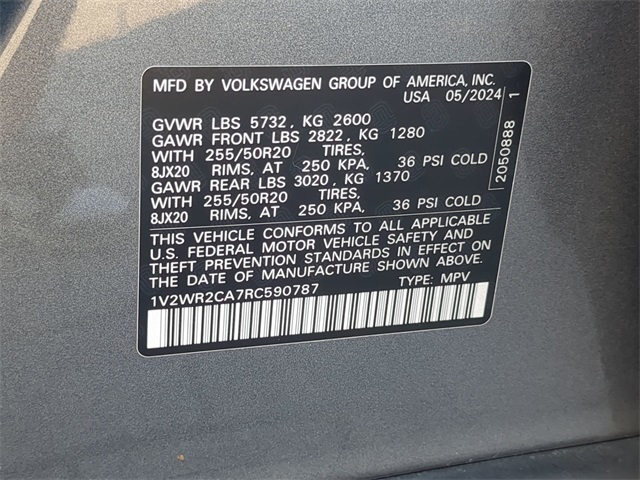 MFD BY VOLKSWAGEN GROUP OF AMERICA, INC.
USA 05/2024
GVWR LBS 5732, KG 2600
GAWR FRONT LBS 2822, KG 1280
WITH 255/50R20 TIRES,
8JX20 RIMS, AT 250 KPA, 36 PSI COLD
GAWR REAR LBS 3020, KG 1370
WITH 255/50R20 TIRES,
8JX20 RIMS, AT 250 KPA, 36 PSI COLD
THIS VEHICLE CONFORMS TO ALL APPLICABLE
U.S. FEDERAL MOTOR VEHICLE SAFETY AND
THEFT PREVENTION STANDARDS IN EFFECT ON
THE DATE OF MANUFACTURE SHOWN ABOVE.
1V2WR2CA7RC590787 TYPE: MPV
2050888 1